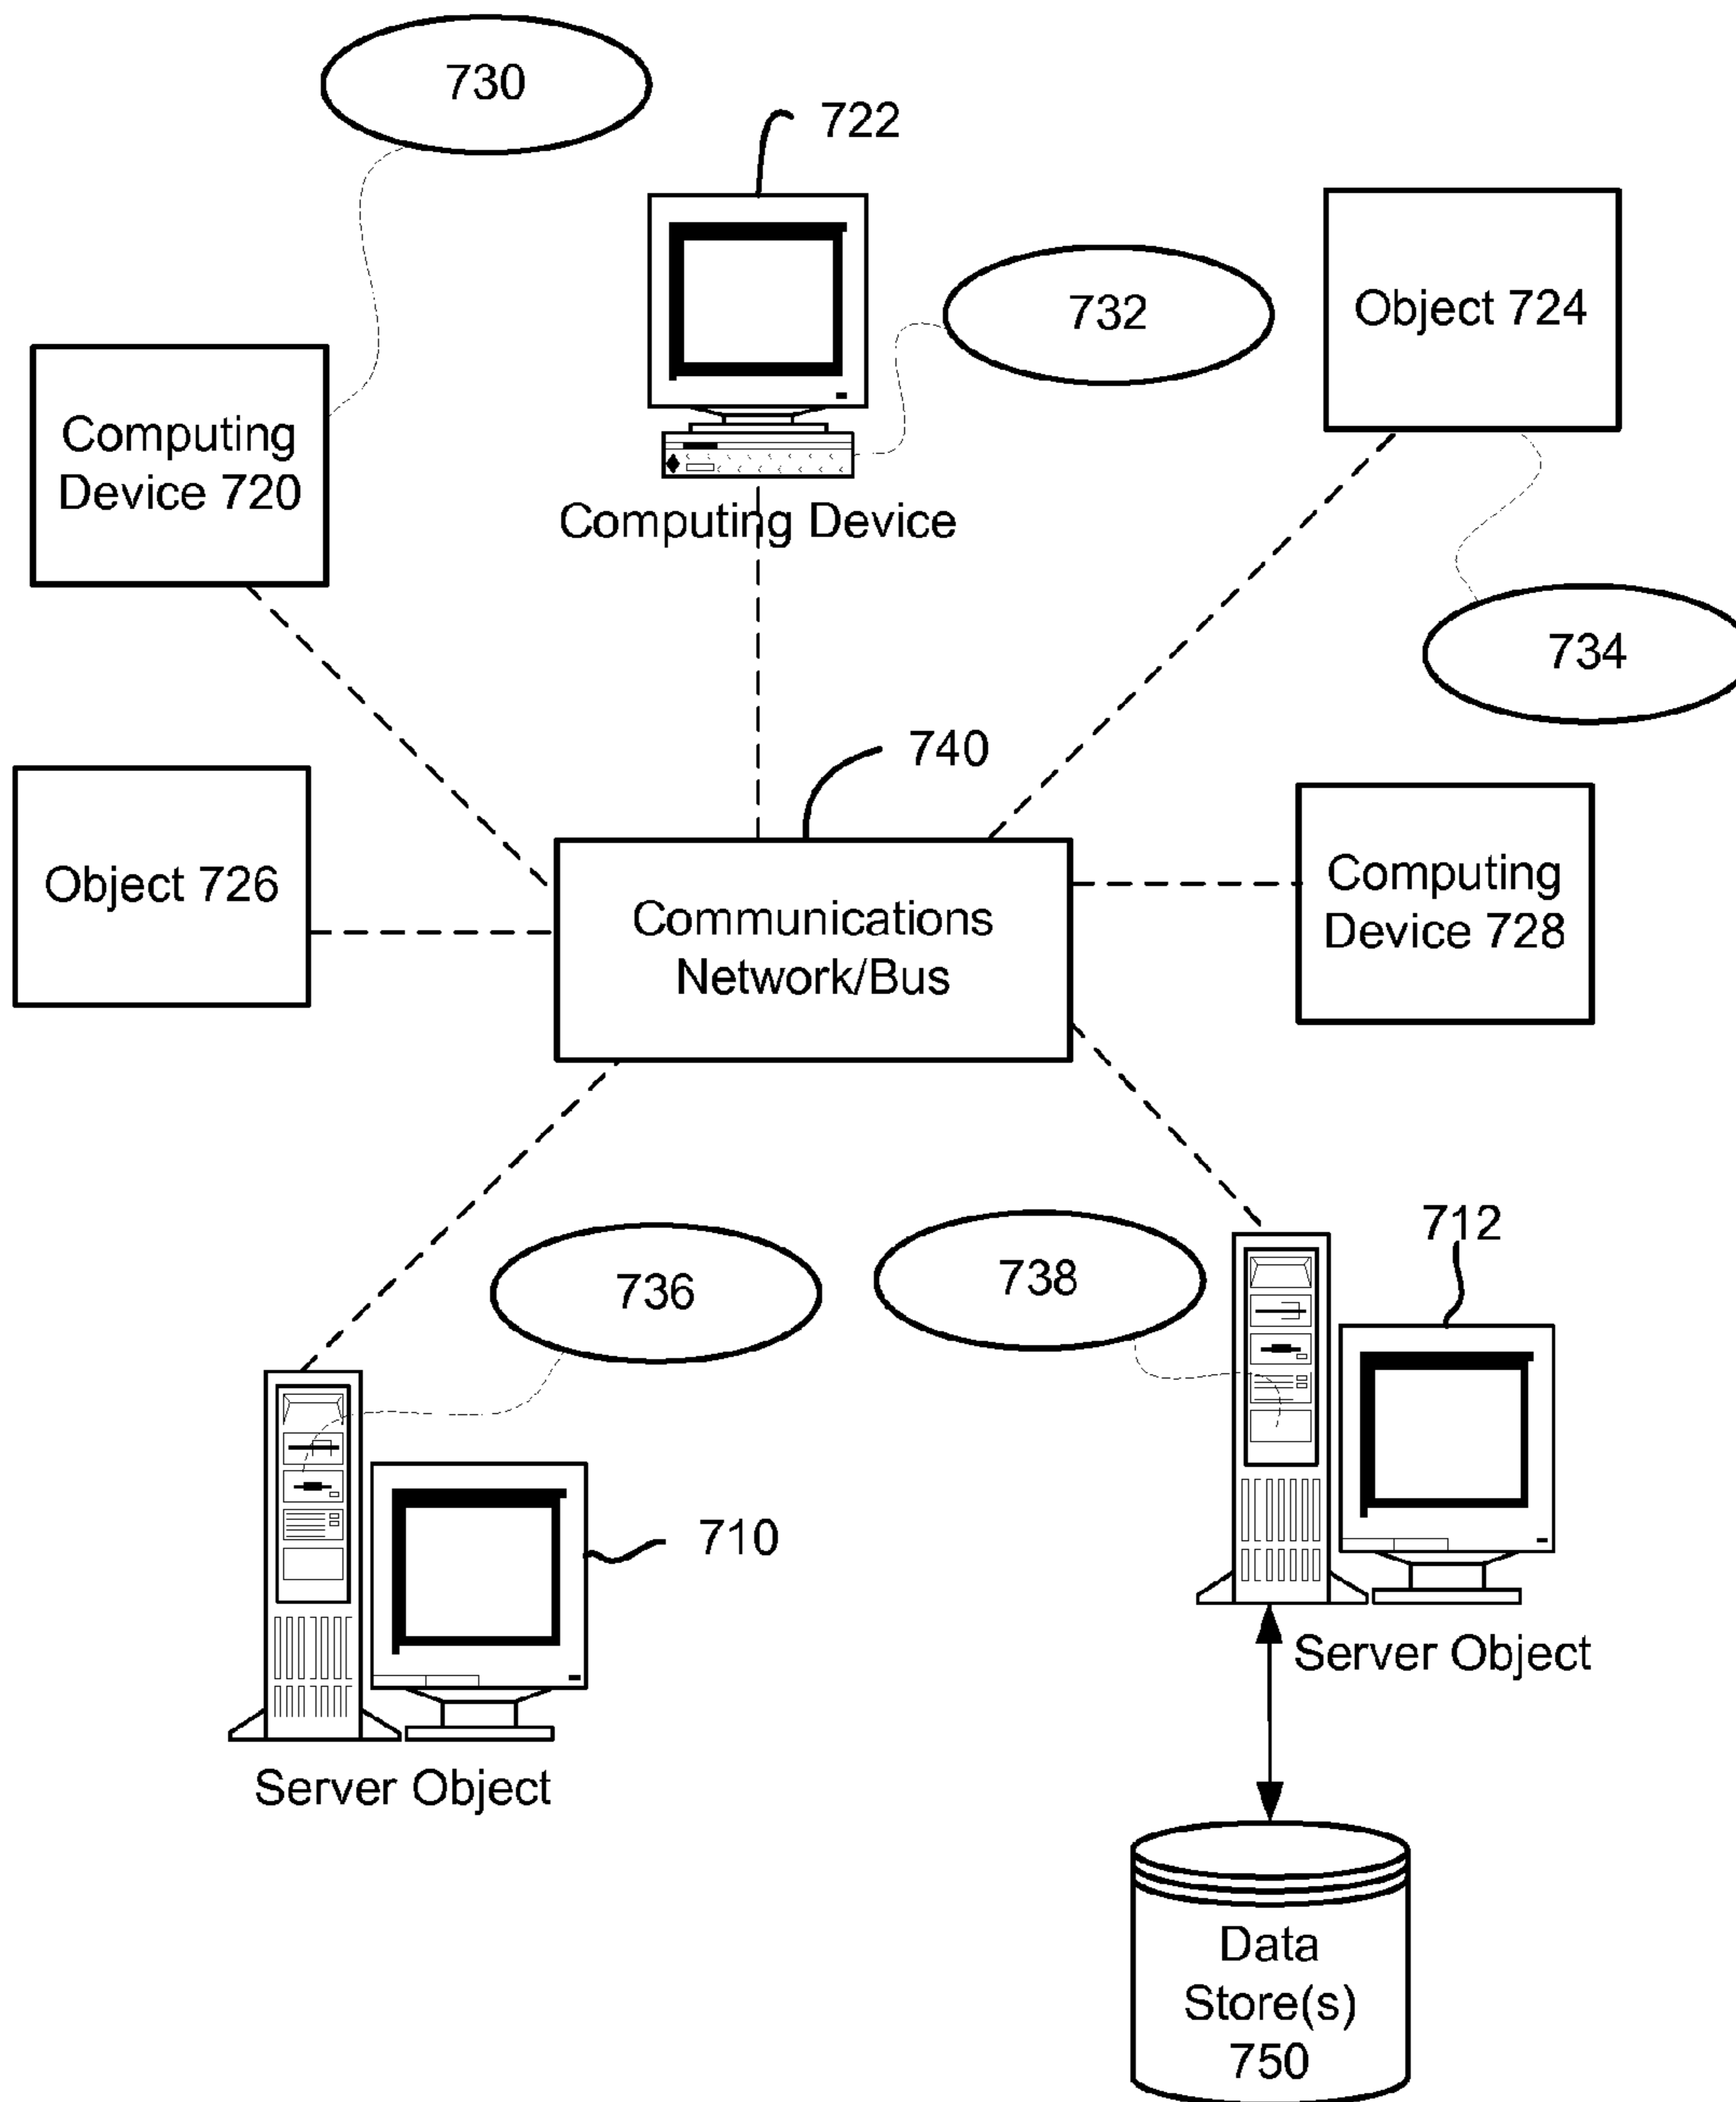 730
722
732
Object 724
Computing
Device 720
Computing Device
734
740
Object 726
Communications
Network/Bus
Computing
Device 728
736
738
712
710
Server Object
Server Object
Data
Store(s)
750